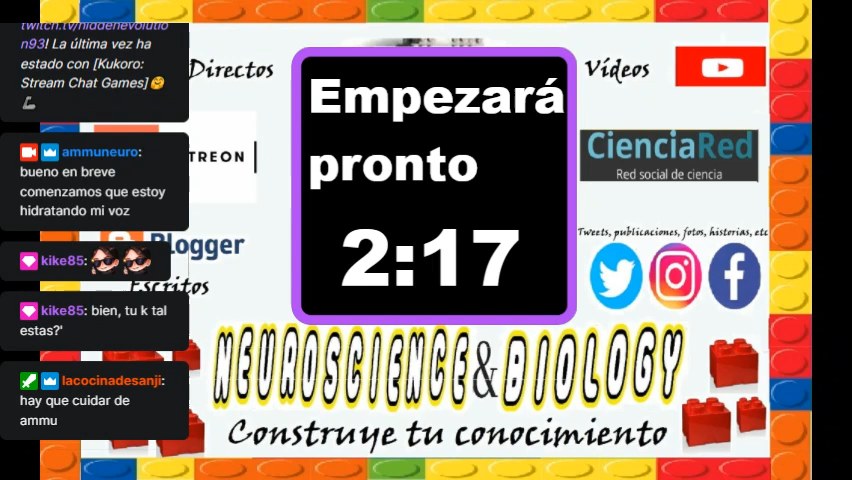 twitch.tv/hiddenevolutio
n93! La última vez ha
estado con [Kukoro:
Stream Chat Games]
ammuneuro:
bueno en breve
comenzamos que estoy
hidratando mi voz
kike85:
kike85: bien, tu k tal
estas?'
lacocinadesanji:
hay que cuidar de
ammu
Directos
TREON
Blogger
Escritos
Empezará
pronto
2:17
Vídeos
CienciaRed
Red social de ciencia
Tweets, publicaciones, fotos, historias, etc
NEUROSCIENCE & BIOLOGY
Construye tu conocimiento